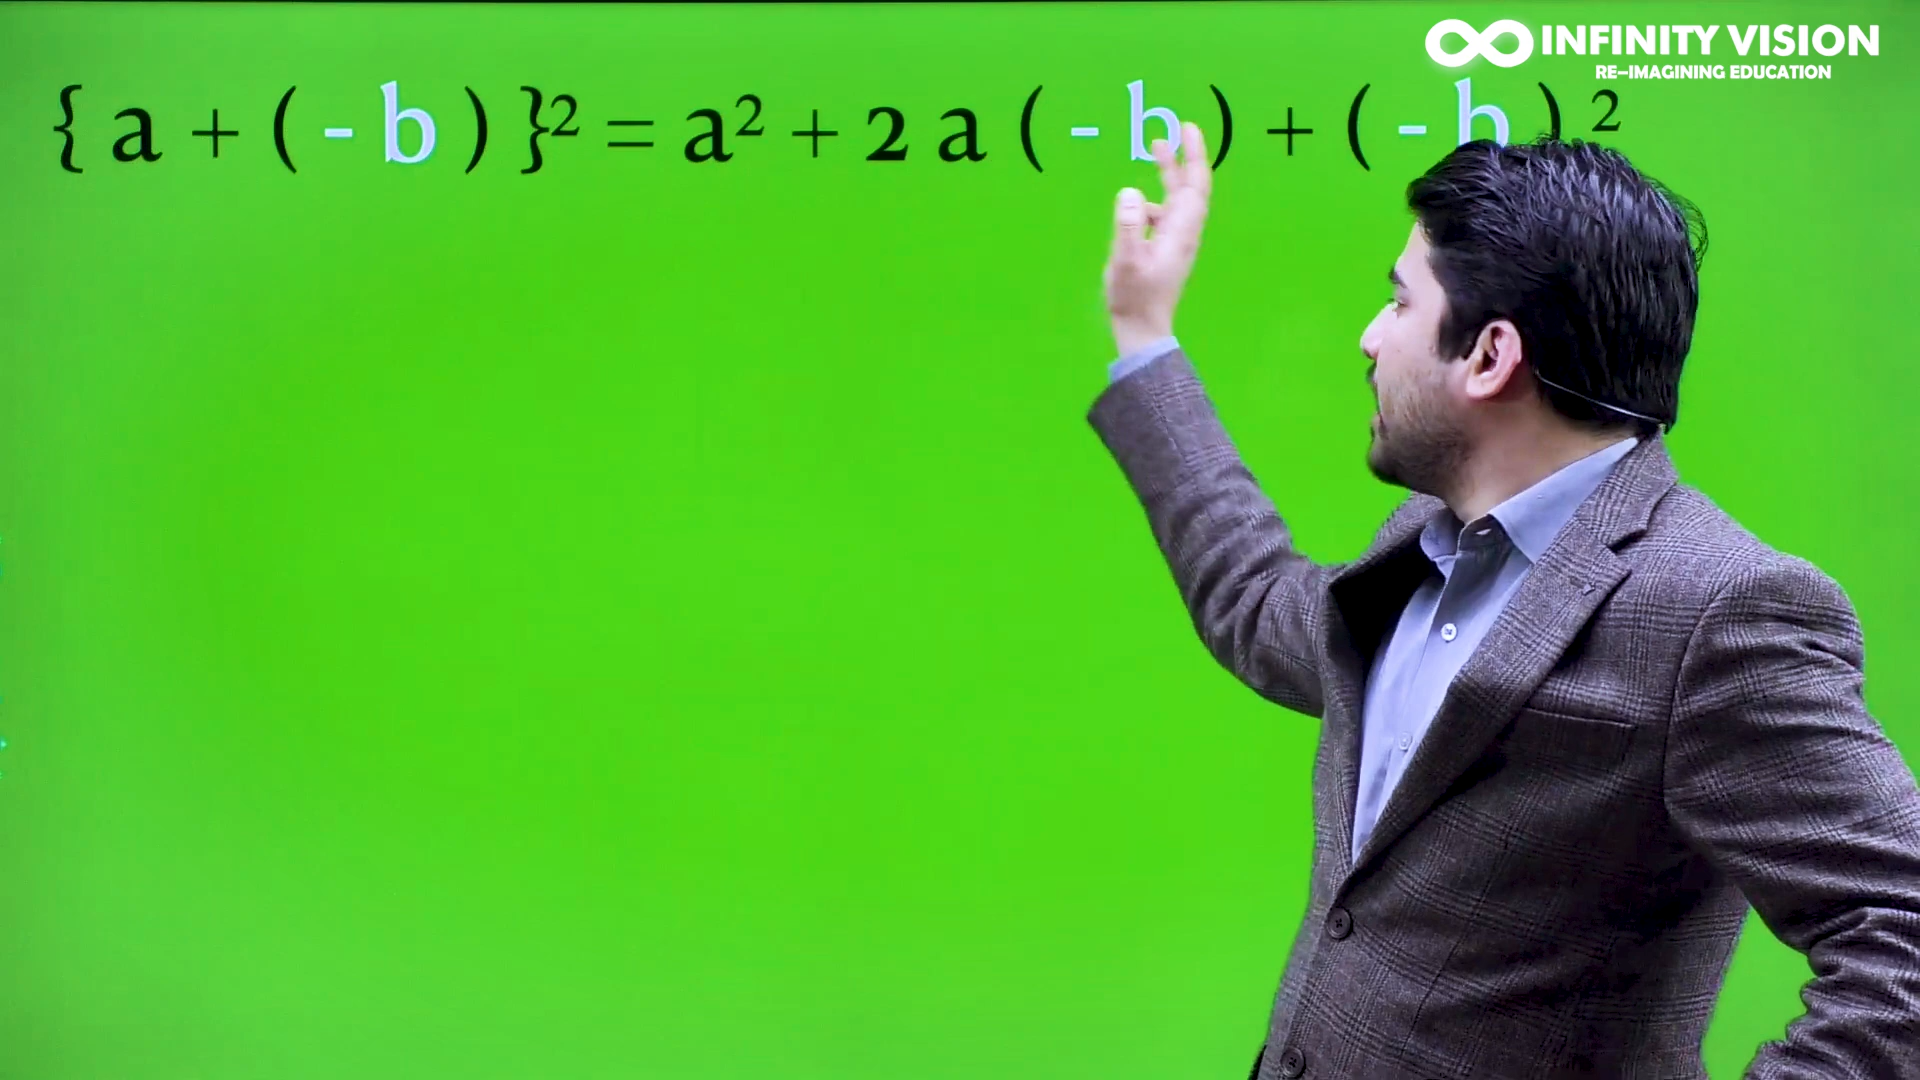 INFINITY VISION
RE-IMAGINING EDUCATION
{ a + ( - b ) }² = a² + 2 a ( - b ) + ( - b ) ²